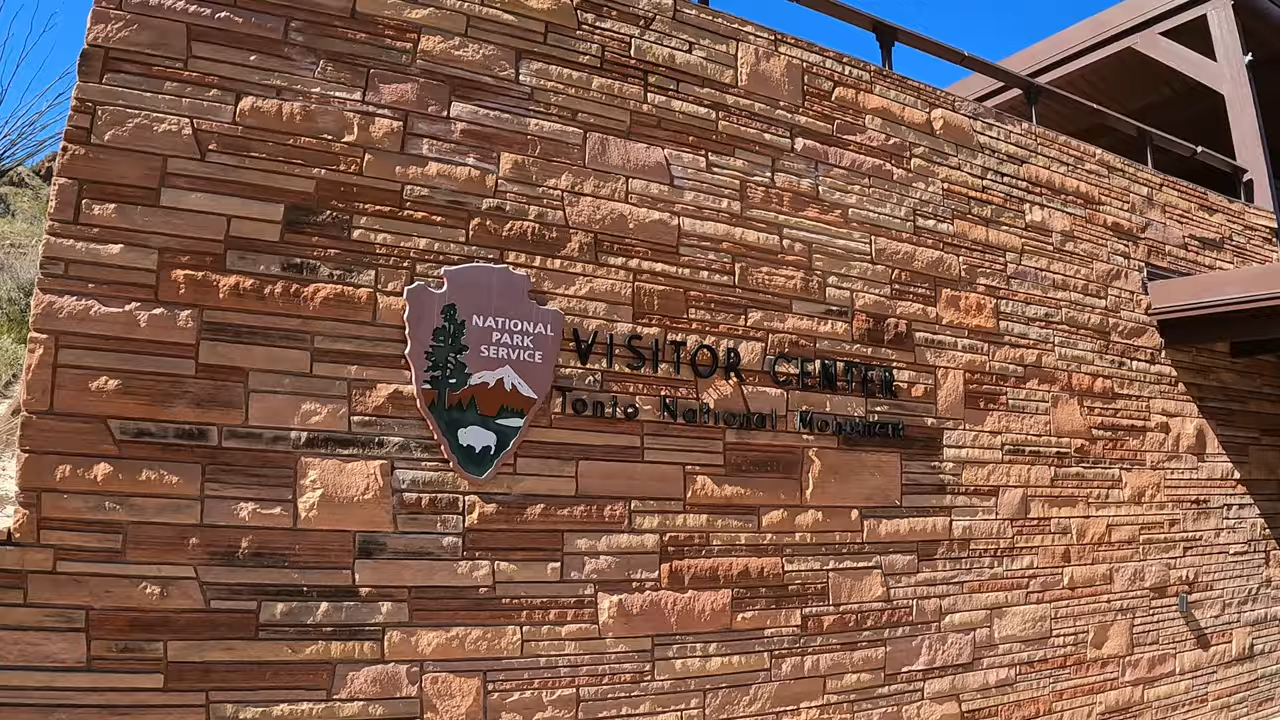 NATIONAL
PARK
SERVICE
VISITOR CENTER
Tonto National Monument